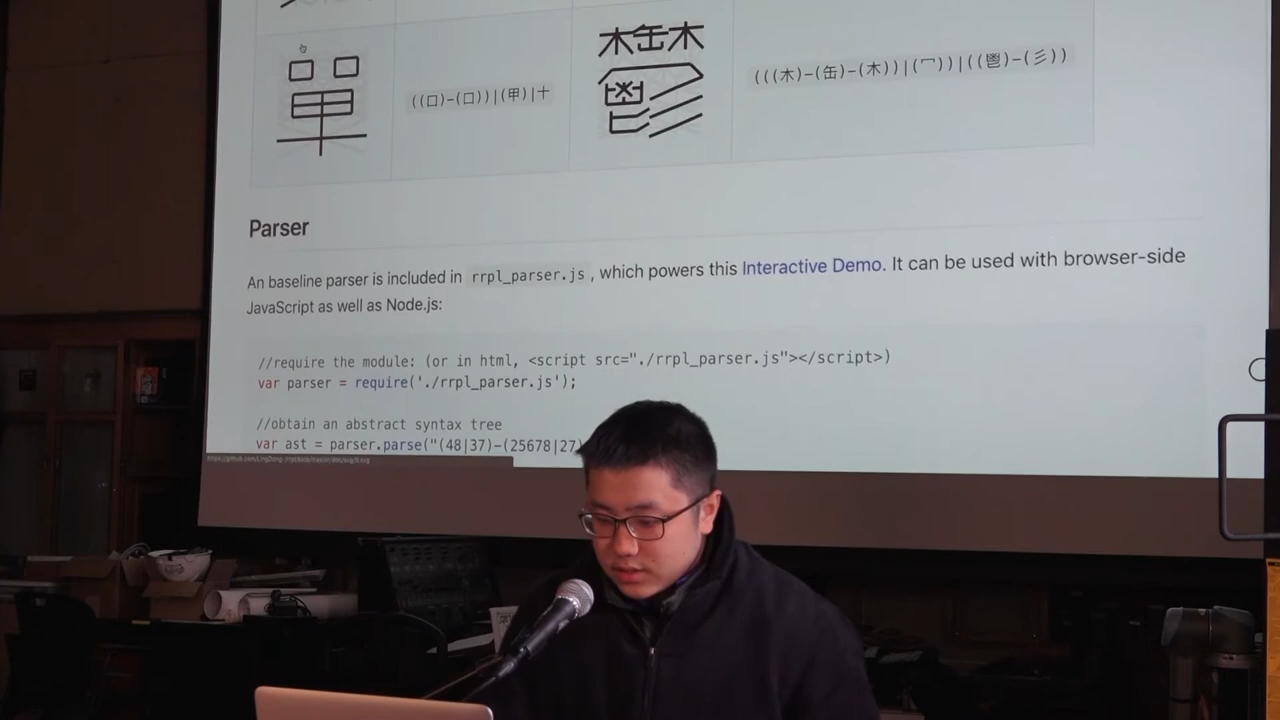 單
((口)-(口))|(甲)|十
鬱
(((木)-(缶)-(木))|(冖))|((鬯)-(彡))
Parser
An baseline parser is included in rrpl_parser.js , which powers this Interactive Demo. It can be used with browser-side
JavaScript as well as Node.js:
//require the module: (or in html, <script src="./rrpl_parser.js"></script>)
var parser = require('./rrpl_parser.js');
//obtain an abstract syntax tree
var ast = parser.parse("(48|37)-(25678|27)